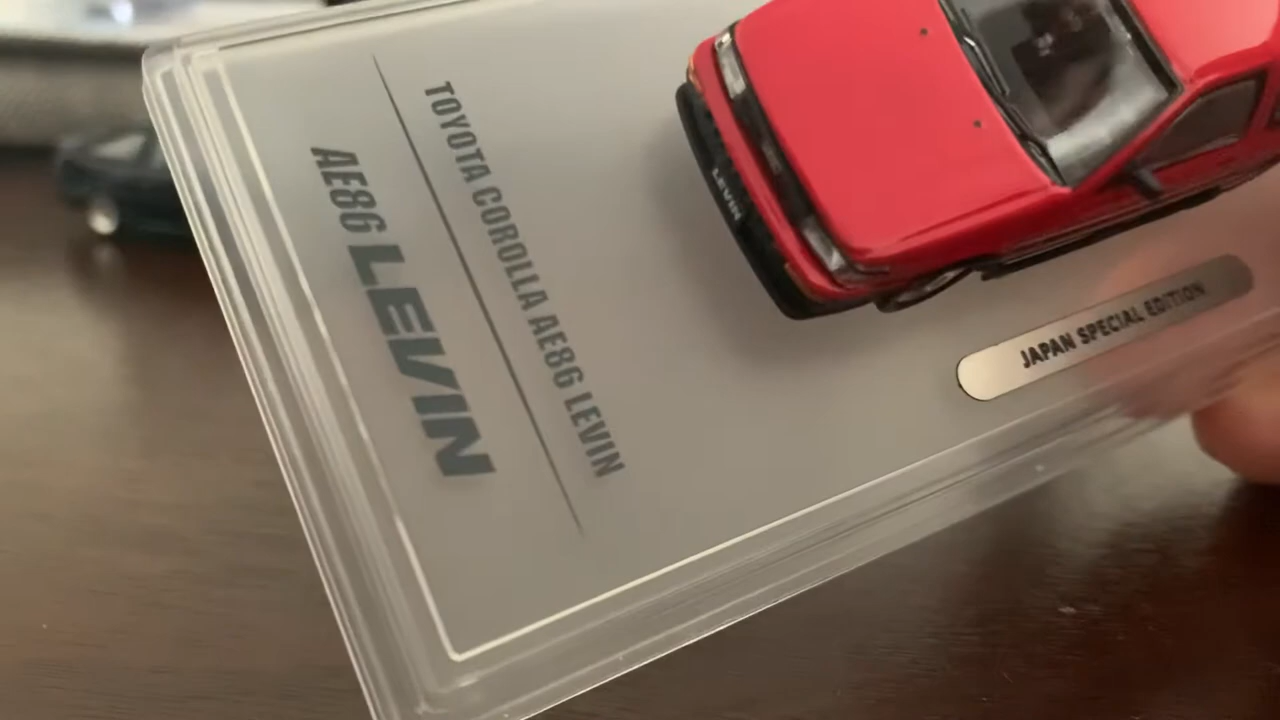 TOYOTA COROLLA AE86 LEVIN
AE86 LEVIN
LEVIN
JAPAN SPECIAL EDITION